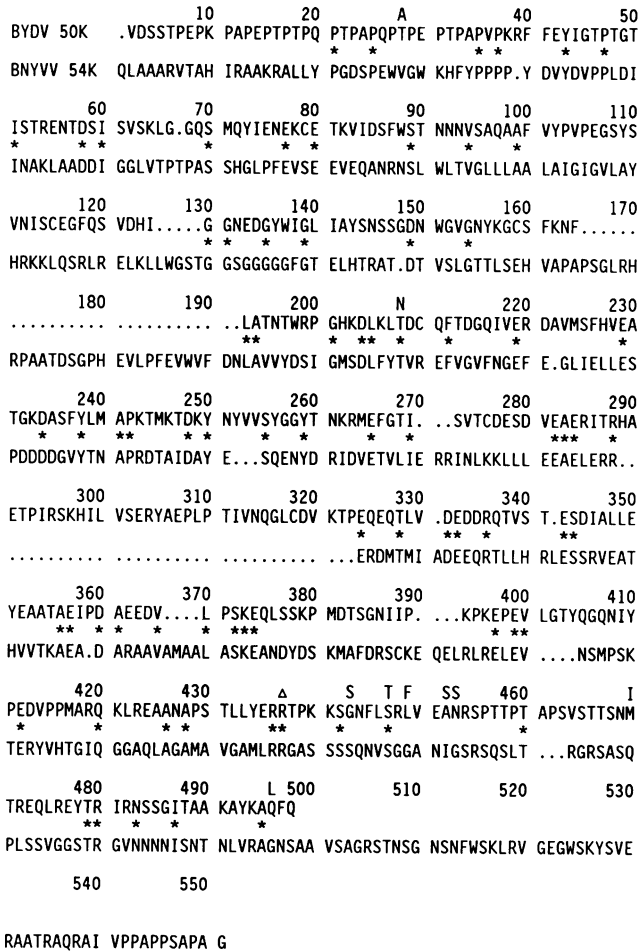 10 20 A 40 50
BYDV 50K .VDSSTPEPK PAPEPTPTPQ PTPAPQPTPE PTPAPVPKRF FEYIGTPTGT
* * * * * *
BNYVV 54K QLAAARVTAH IRAAKRALLY PGDSPEWVGW KHFYPPPP.Y DVYDVPPLDI
60 70 80 90 100 110
ISTRENTDSI SVSKLG.GQS MQYIENEKCE TKVIDSFWST NNNVSAQAAF VYPVPEGSYS
* * * * * * * * *
INAKLAADDI GGLVTPTPAS SHGLPFEVSE EVEQANRNSL WLTVGLLLAA LAIGIGVLAY
120 130 140 150 160 170
VNISCEGFQS VDHI.....G GNEDGYWIGL IAYSNSSGDN WGVGNYKGCS FKNF......
* * * * * *
HRKKLQSRLR ELKLLWGSTG GSGGGGGFGT ELHTRAT.DT VSLGTTLSEH VAPAPSGLRH
180 190 200 N 220 230
.......... .......... ..LATNTWRP GHKDLKLTDC QFTDGQIVER DAVMSFHVEA
** * ** * * * *
RPAATDSGPH EVLPFEVWVF DNLAVVYDSI GMSDLFYTVR EFVGVFNGEF E.GLIELLES
240 250 260 270 280 290
TGKDASFYLM APKTMKTDKY NYVVSYGGYT NKRMEFGTI. ..SVTCDESD VEAERITRHA
* * ** * * * * * * *** *
PDDDDGVYTN APRDTAIDAY E...SQENYD RIDVETVLIE RRINLKKLLL EEAELERR..
300 310 320 330 340 350
ETPIRSKHIL VSERYAEPLP TIVNQGLCDV KTPEQEQTLV .DEDDRQTVS T.ESDIALLE
* * ** * **
.......... .......... .......... ...ERDMTMI ADEEQRTLLH RLESSRVEAT
360 370 380 390 400 410
YEAATAEIPD AEEDV....L PSKEQLSSKP MDTSGNIIP. ...KPKEPEV LGTYQGQNIY
** * * * * *** * **
HVVTKAEA.D ARAAVAMAAL ASKEANDYDS KMAFDRSCKE QELRLRELEV ....NSMPSK
420 430 Δ S T F SS 460 I
PEDVPPMARQ KLREAANAPS TLLYERRTPK KSGNFLSRLV EANRSPTTPT APSVSTTSNM
* * * * ** * * *
TERYVHTGIQ GGAQLAGAMA VGAMLRRGAS SSSQNVSGGA NIGSRSQSLT ...RGRSASQ
480 490 L 500 510 520 530
TREQLREYTR IRNSSGITAA KAYKAQFQ
** * * *
PLSSVGGSTR GVNNNNISNT NLVRAGNSAA VSAGRSTNSG NSNFWSKLRV GEGWSKYSVE
540 550
RAATRAQRAI VPPAPPSAPA G